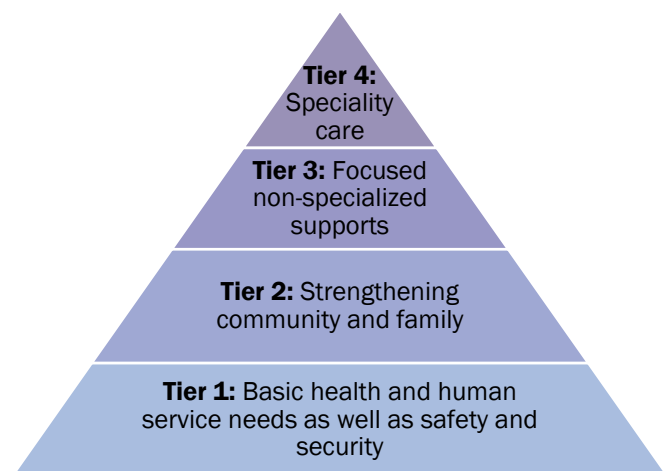 Tier 4:
Speciality
care
Tier 3: Focused
non-specialized
supports
Tier 2: Strengthening
community and family
Tier 1: Basic health and human
service needs as well as safety and
security